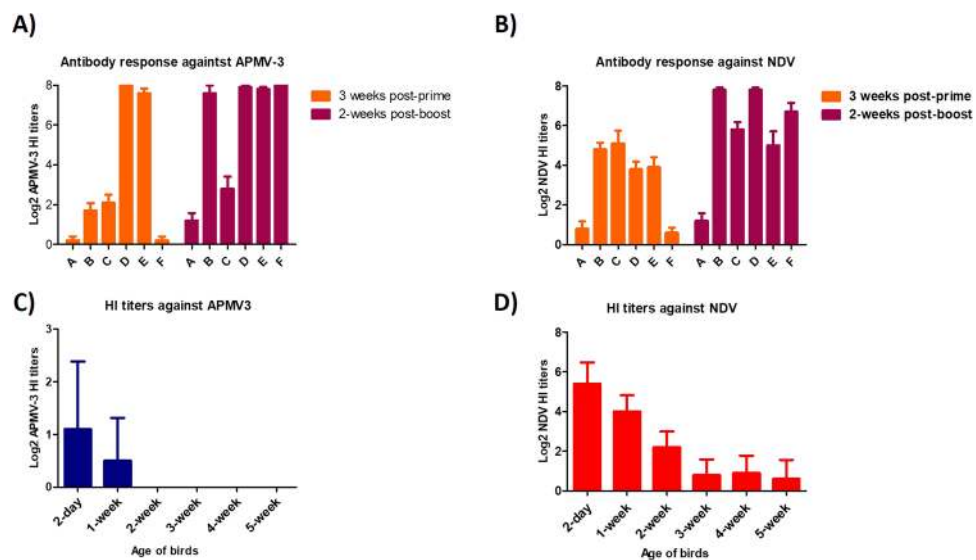 A)
Antibody response againtst APMV-3
Log2 APMV-3 HI titers
8
6
4
2
0
A B C D E F A B C D E F
3 weeks post-prime
2-weeks post-boost
B)
Antibody response against NDV
Log2 NDV HI titers
8
6
4
2
0
A B C D E F A B C D E F
3 weeks post-prime
2-weeks post-boost
C)
HI titers against APMV3
Log2 APMV-3 HI titers
3
2
1
0
2-day 1-week 2-week 3-week 4-week 5-week
Age of birds
D)
HI titers against NDV
Log2 NDV HI titers
8
6
4
2
0
2-day 1-week 2-week 3-week 4-week 5-week
Age of birds